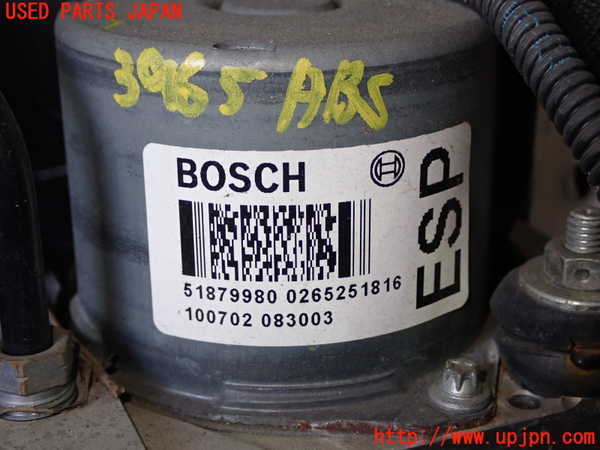 USED PARTS JAPAN
3965 ABS
BOSCH
ESP
51879980 0265251816
100702 083003
http://www.upjpn.com/